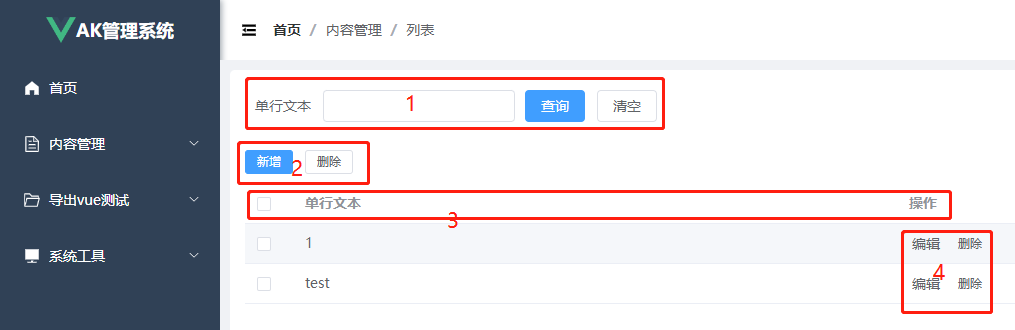 AK管理系统
首页 / 内容管理 / 列表
首页
内容管理
导出vue测试
系统工具
单行文本 1 查询 清空
新增 2 删除
单行文本 操作
3
1 编辑 删除
4
test 编辑 删除